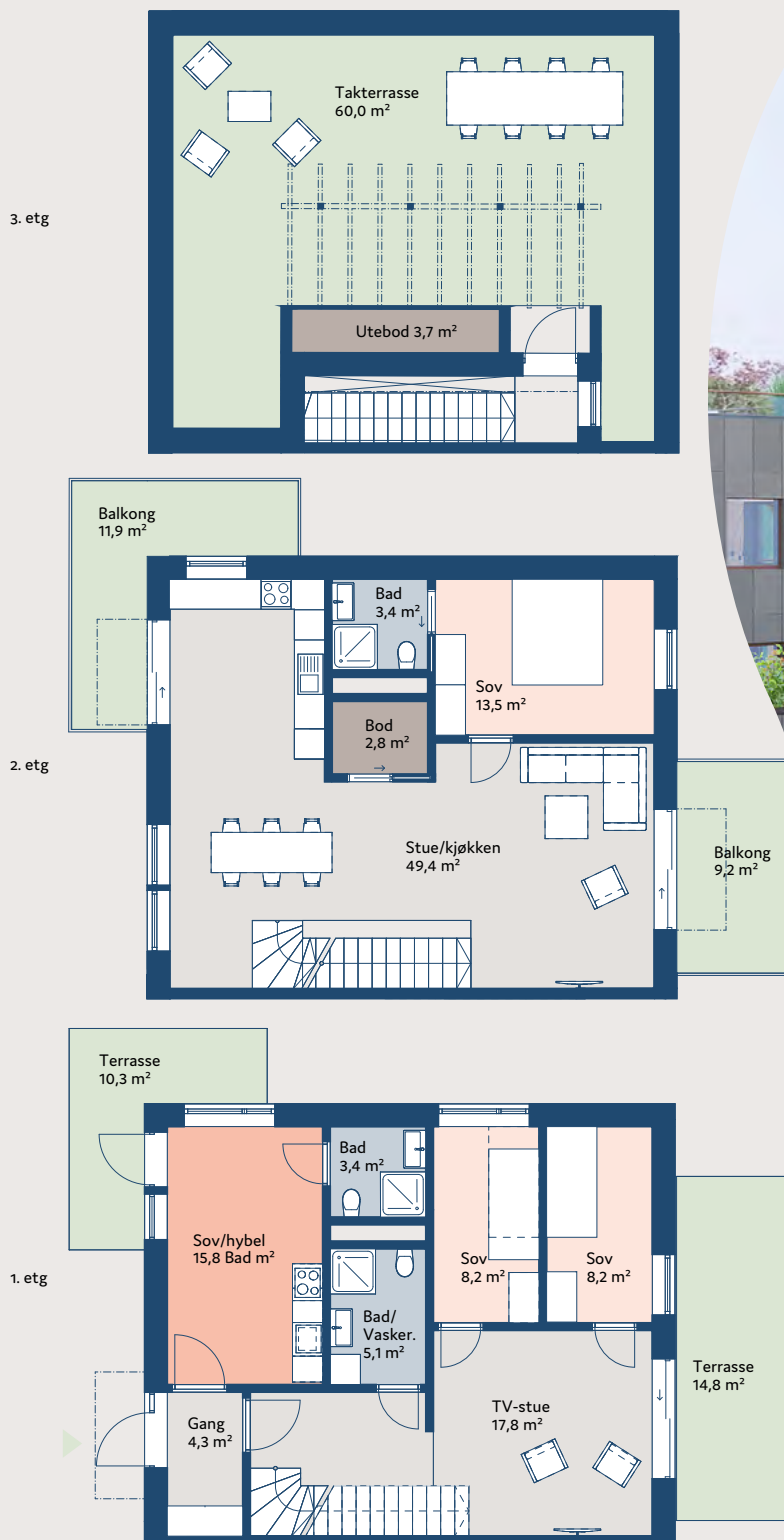 Takterrasse
60,0 m²
3. etg
Utebod 3,7 m²
Balkong
11,9 m²
Bad
3,4 m²
Sov
13,5 m²
Bod
2,8 m²
2. etg
Stue/kjøkken
49,4 m²
Balkong
9,2 m²
Terrasse
10,3 m²
Bad
3,4 m²
Sov/hybel
15,8 Bad m²
Sov
8,2 m²
Sov
8,2 m²
1. etg
Bad/
Vasker.
5,1 m²
Terrasse
14,8 m²
TV-stue
17,8 m²
Gang
4,3 m²